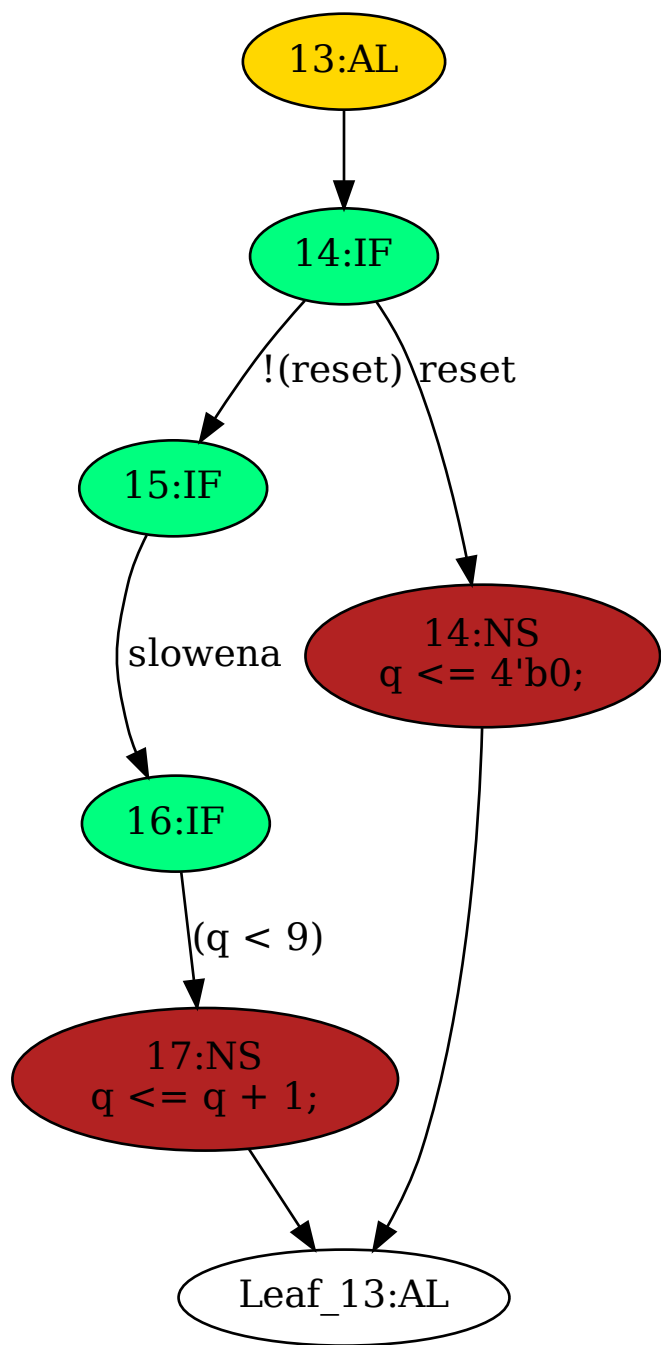 13:AL
14:IF
!(reset)
reset
15:IF
slowena
14:NS
q <= 4'b0;
16:IF
(q < 9)
17:NS
q <= q + 1;
Leaf_13:AL